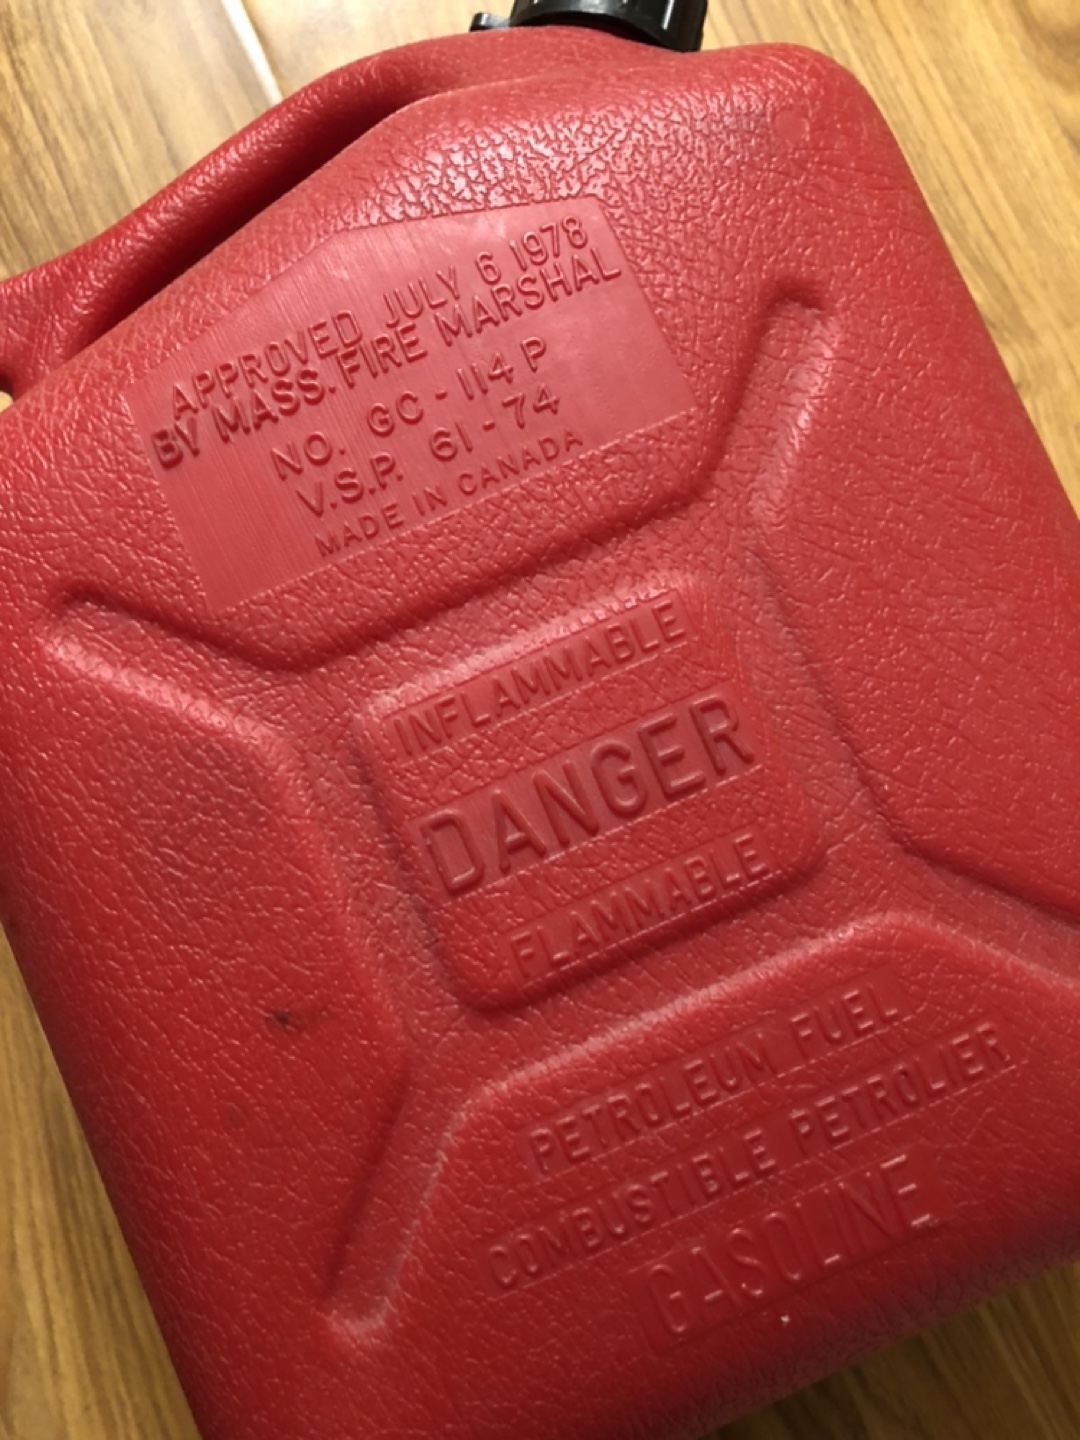 APPROVED JULY 6 1978
BY MASS. FIRE MARSHAL
NO. GC - 114 P
V.S.P. 61 - 74
MADE IN CANADA
INFLAMMABLE
DANGER
FLAMMABLE
PETROLEUM FUEL
COMBUSTIBLE PETROLIER
GASOLINE